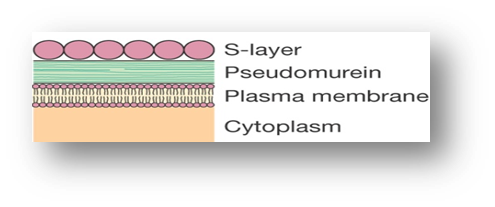 S-layer
Pseudomurein
Plasma membrane
Cytoplasm